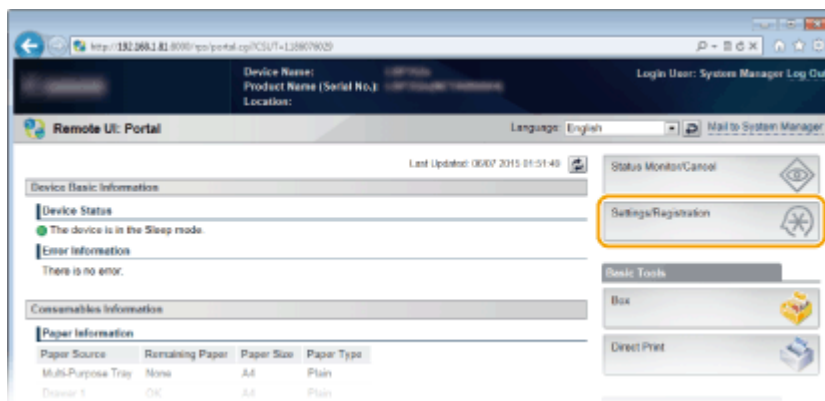 http://192.168.1.81:8000/rps/portal.cgi?CSUT=1189076029
Device Name:
Product Name (Serial No.):
Location:
Login User: System Manager Log Ou
Remote UI: Portal
Language: English
Mail to System Manager
Last Updated: 06/07 2015 01:51:49
Device Basic Information
Device Status
The device is in the Sleep mode.
Error Information
There is no error.
Consumables Information
Paper Information
Paper Source Remaining Paper Paper Size Paper Type
Multi-Purpose Tray None A4 Plain
Drawer 1 OK A4 Plain
Status Monitor/Cancel
Settings/Registration
Basic Tools
Box
Direct Print